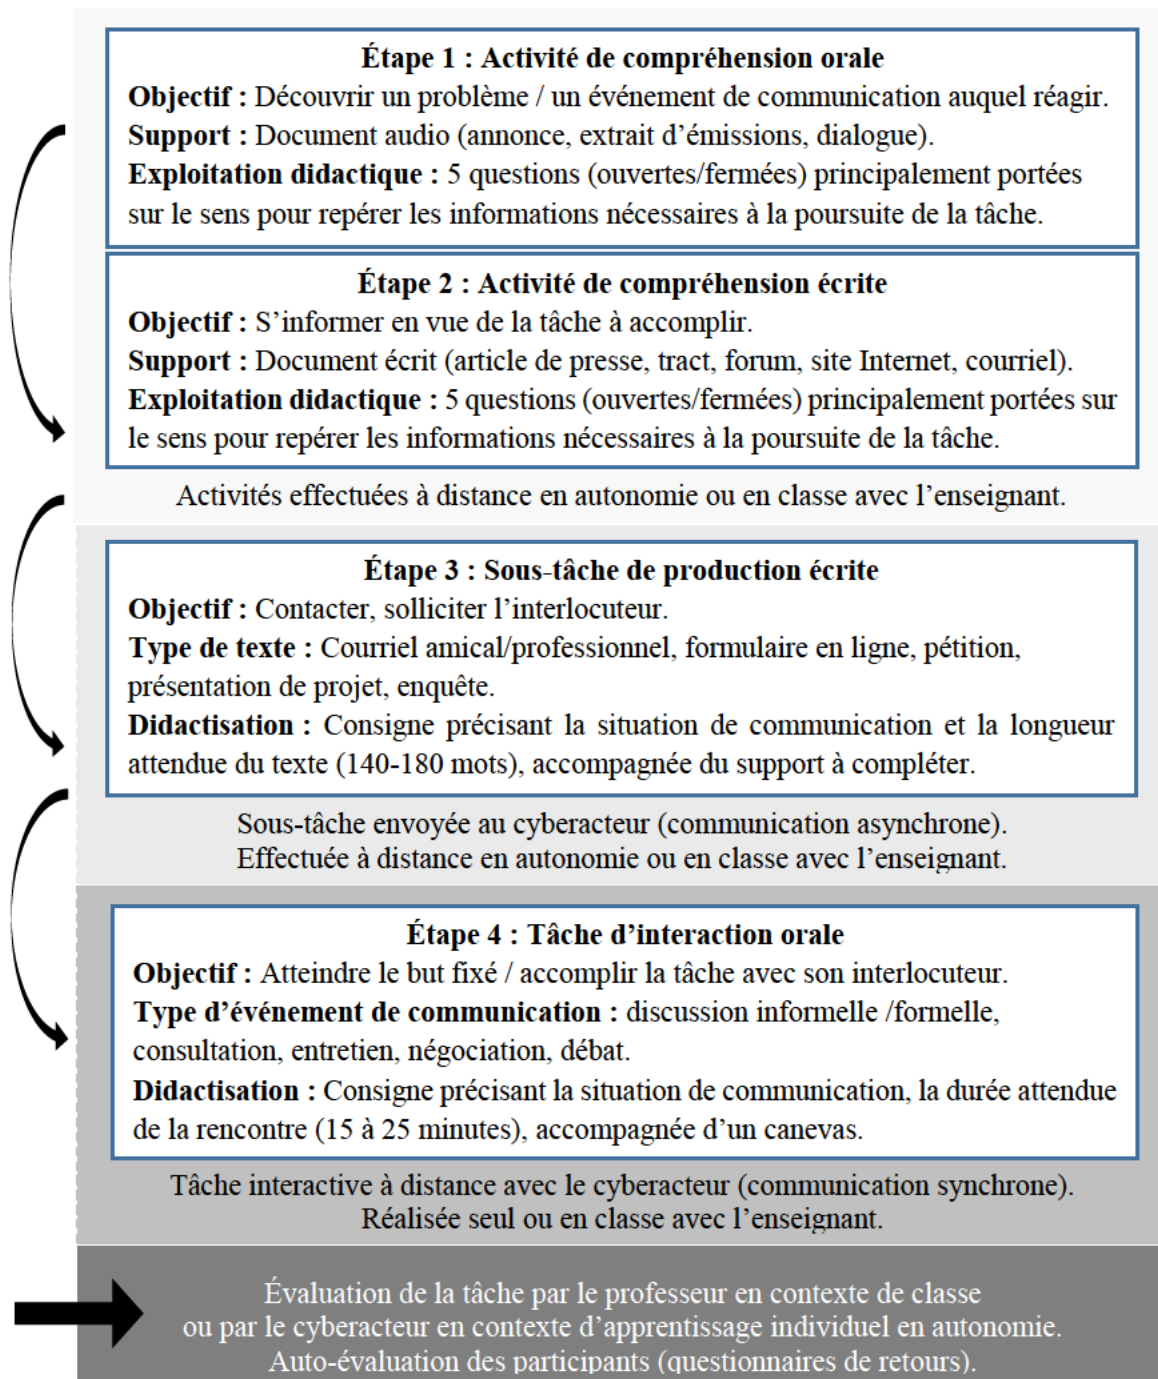 Étape 1 : Activité de compréhension orale
Objectif : Découvrir un problème / un événement de communication auquel réagir.
Support : Document audio (annonce, extrait d’émissions, dialogue).
Exploitation didactique : 5 questions (ouvertes/fermées) principalement portées
sur le sens pour repérer les informations nécessaires à la poursuite de la tâche.
Étape 2 : Activité de compréhension écrite
Objectif : S’informer en vue de la tâche à accomplir.
Support : Document écrit (article de presse, tract, forum, site Internet, courriel).
Exploitation didactique : 5 questions (ouvertes/fermées) principalement portées sur
le sens pour repérer les informations nécessaires à la poursuite de la tâche.
Activités effectuées à distance en autonomie ou en classe avec l’enseignant.
Étape 3 : Sous-tâche de production écrite
Objectif : Contacter, solliciter l’interlocuteur.
Type de texte : Courriel amical/professionnel, formulaire en ligne, pétition,
présentation de projet, enquête.
Didactisation : Consigne précisant la situation de communication et la longueur
attendue du texte (140-180 mots), accompagnée du support à compléter.
Sous-tâche envoyée au cyberacteur (communication asynchrone).
Effectuée à distance en autonomie ou en classe avec l’enseignant.
Étape 4 : Tâche d’interaction orale
Objectif : Atteindre le but fixé / accomplir la tâche avec son interlocuteur.
Type d’événement de communication : discussion informelle /formelle,
consultation, entretien, négociation, débat.
Didactisation : Consigne précisant la situation de communication, la durée attendue
de la rencontre (15 à 25 minutes), accompagnée d’un canevas.
Tâche interactive à distance avec le cyberacteur (communication synchrone).
Réalisée seul ou en classe avec l’enseignant.
Évaluation de la tâche par le professeur en contexte de classe
ou par le cyberacteur en contexte d’apprentissage individuel en autonomie.
Auto-évaluation des participants (questionnaires de retours).